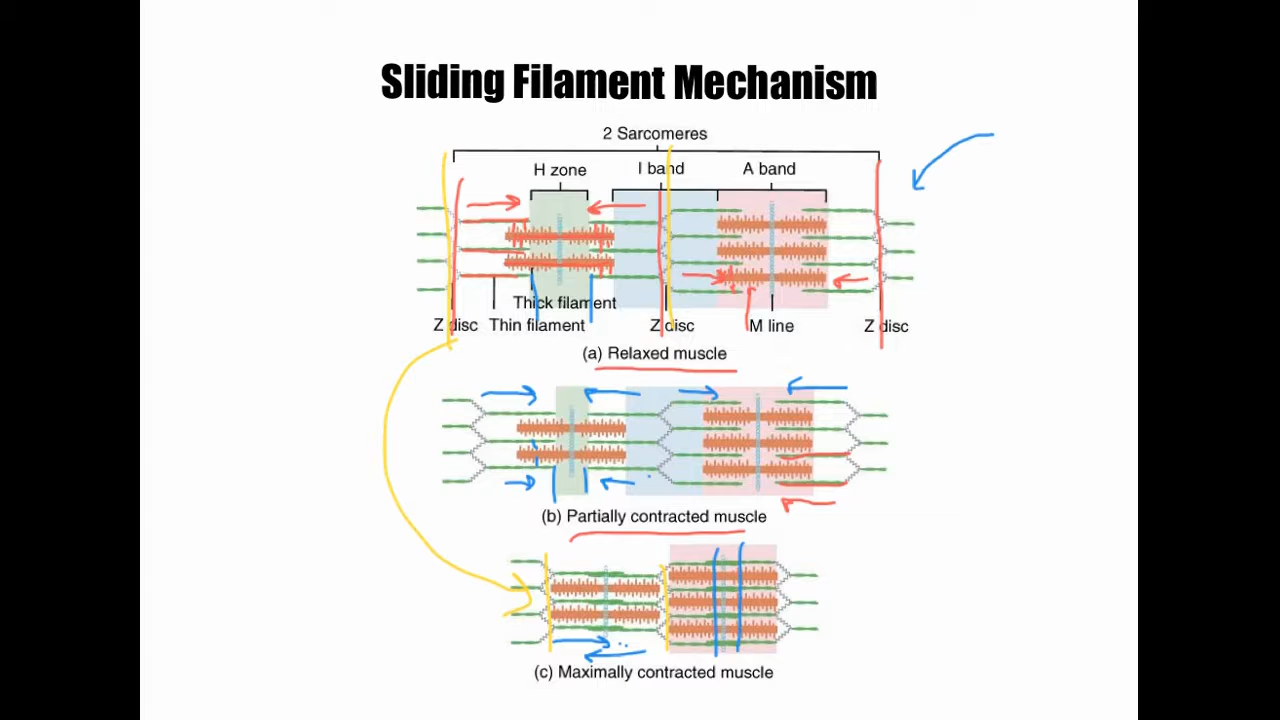 Sliding Filament Mechanism
2 Sarcomeres
H zone I band A band
Thick filament
Z disc Thin filament Z disc M line Z disc
(a) Relaxed muscle
(b) Partially contracted muscle
(c) Maximally contracted muscle